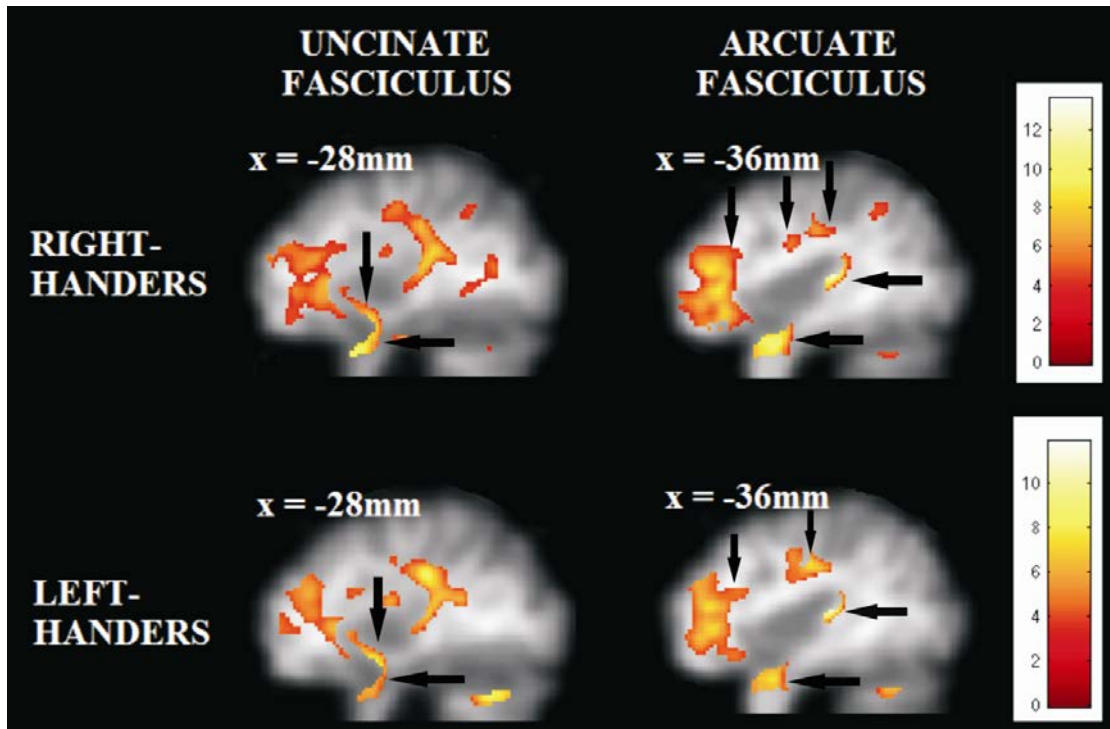 UNCINATE
FASCICULUS
ARCUATE
FASCICULUS
x = -28mm
x = -36mm
RIGHT-
HANDERS
12
10
8
6
4
2
0
x = -28mm
x = -36mm
LEFT-
HANDERS
10
8
6
4
2
0